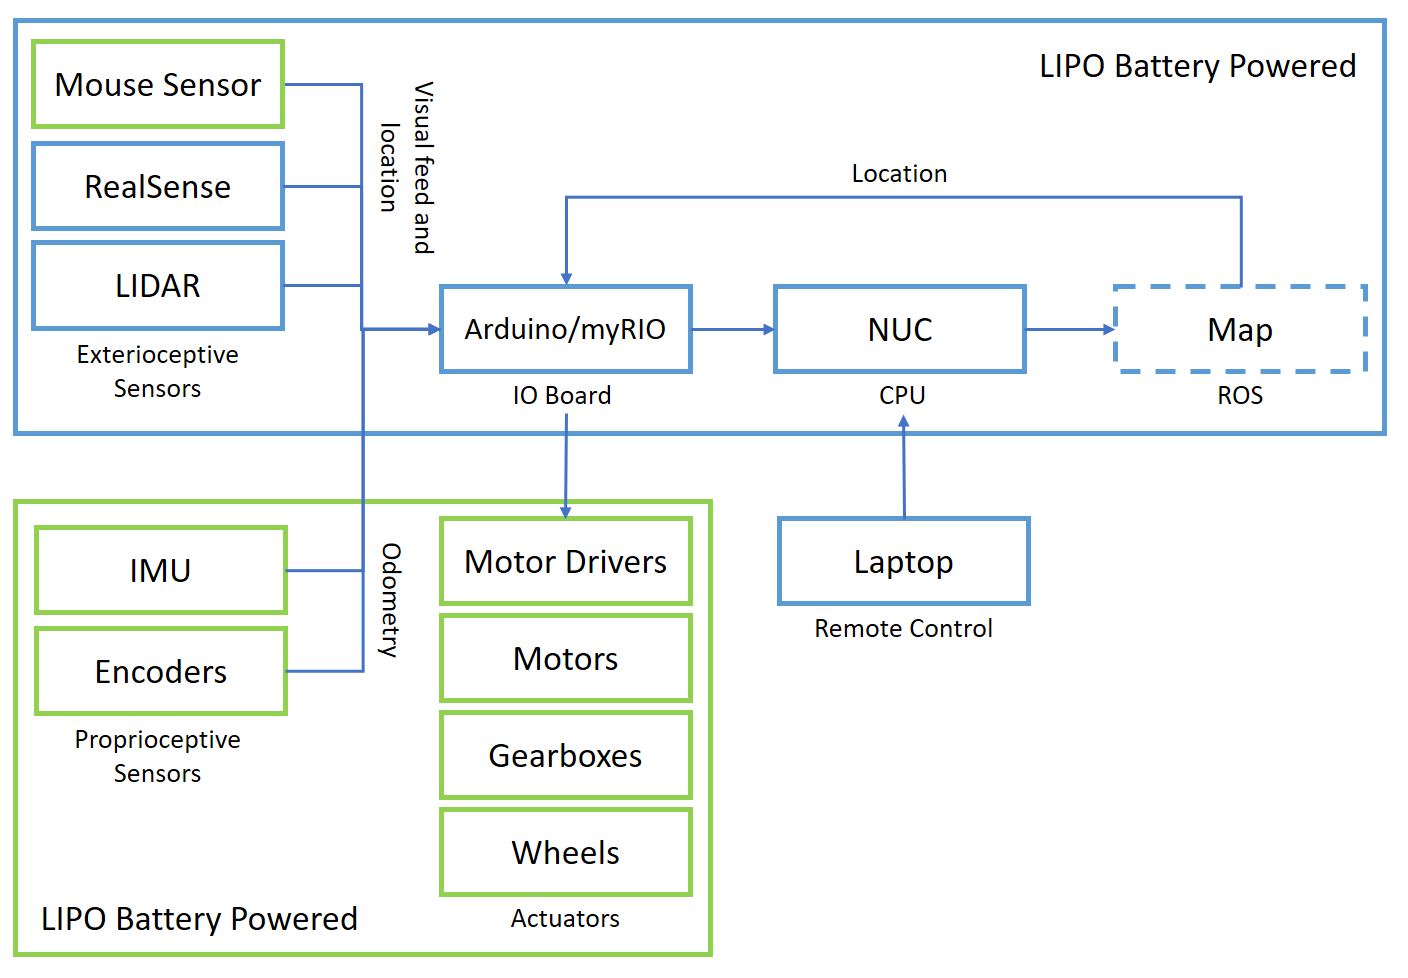 LIPO Battery Powered
Mouse Sensor
RealSense
LIDAR
Exterioceptive
Sensors
Visual feed and
location
Location
Arduino/myRIO
IO Board
NUC
CPU
Map
ROS
IMU
Encoders
Proprioceptive
Sensors
Odometry
Motor Drivers
Motors
Gearboxes
Wheels
Actuators
LIPO Battery Powered
Laptop
Remote Control